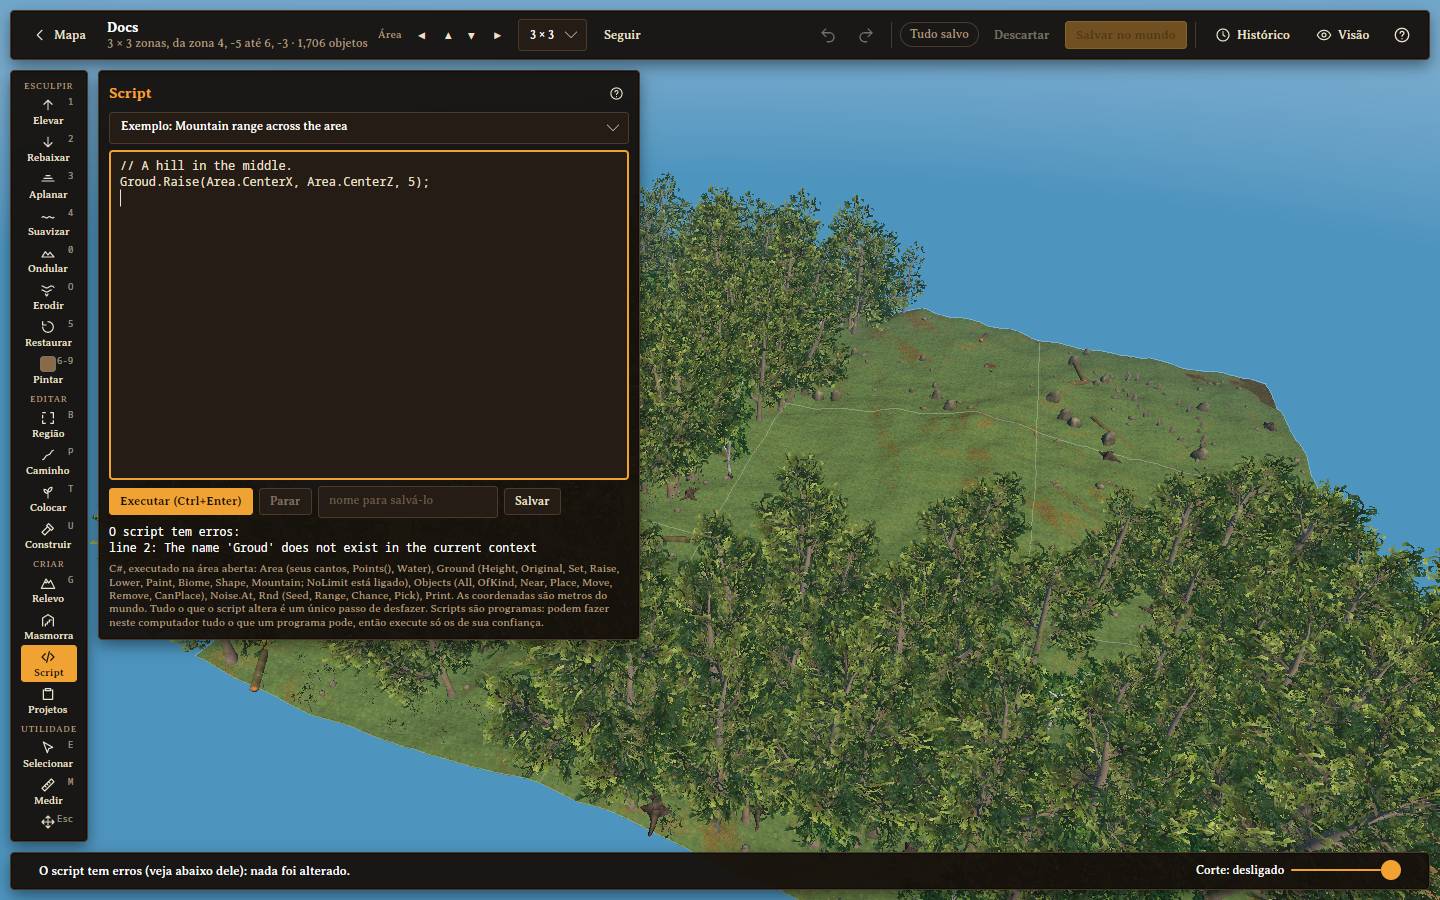 Mapa
Docs
3 × 3 zonas, da zona 4, -5 até 6, -3 · 1,706 objetos
Área
3 × 3
Seguir
Tudo salvo
Descartar
Salvar no mundo
Histórico
Visão
ESCULPIR
1
Elevar
2
Rebaixar
3
Aplanar
4
Suavizar
0
Ondular
O
Erodir
5
Restaurar
6-9
Pintar
EDITAR
B
Região
P
Caminho
T
Colocar
U
Construir
CRIAR
G
Relevo
Masmorra
Script
Projetos
UTILIDADE
E
Selecionar
M
Medir
Esc
Script
Exemplo: Mountain range across the area
// A hill in the middle.
Groud.Raise(Area.CenterX, Area.CenterZ, 5);
Executar (Ctrl+Enter)
Parar
nome para salvá-lo
Salvar
O script tem erros:
line 2: The name 'Groud' does not exist in the current context
C#, executado na área aberta: Area (seus cantos, Points(), Water), Ground (Height, Original, Set, Raise,
Lower, Paint, Biome, Shape, Mountain; NoLimit está ligado), Objects (All, OfKind, Near, Place, Move,
Remove, CanPlace), Noise.At, Rnd (Seed, Range, Chance, Pick), Print. As coordenadas são metros do
mundo. Tudo o que o script altera é um único passo de desfazer. Scripts são programas: podem fazer
neste computador tudo o que um programa pode, então execute só os de sua confiança.
O script tem erros (veja abaixo dele): nada foi alterado.
Corte: desligado